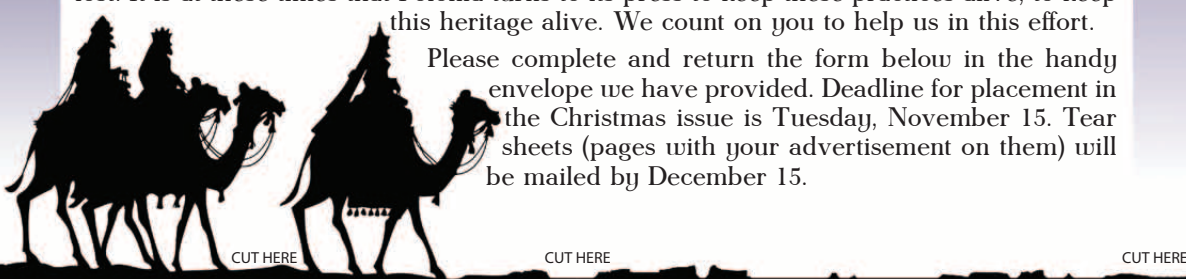 this heritage alive. We count on you to help us in this effort.
Please complete and return the form below in the handy
envelope we have provided. Deadline for placement in
the Christmas issue is Tuesday, November 15. Tear
sheets (pages with your advertisement on them) will
be mailed by December 15.
CUT HERE CUT HERE CUT HERE